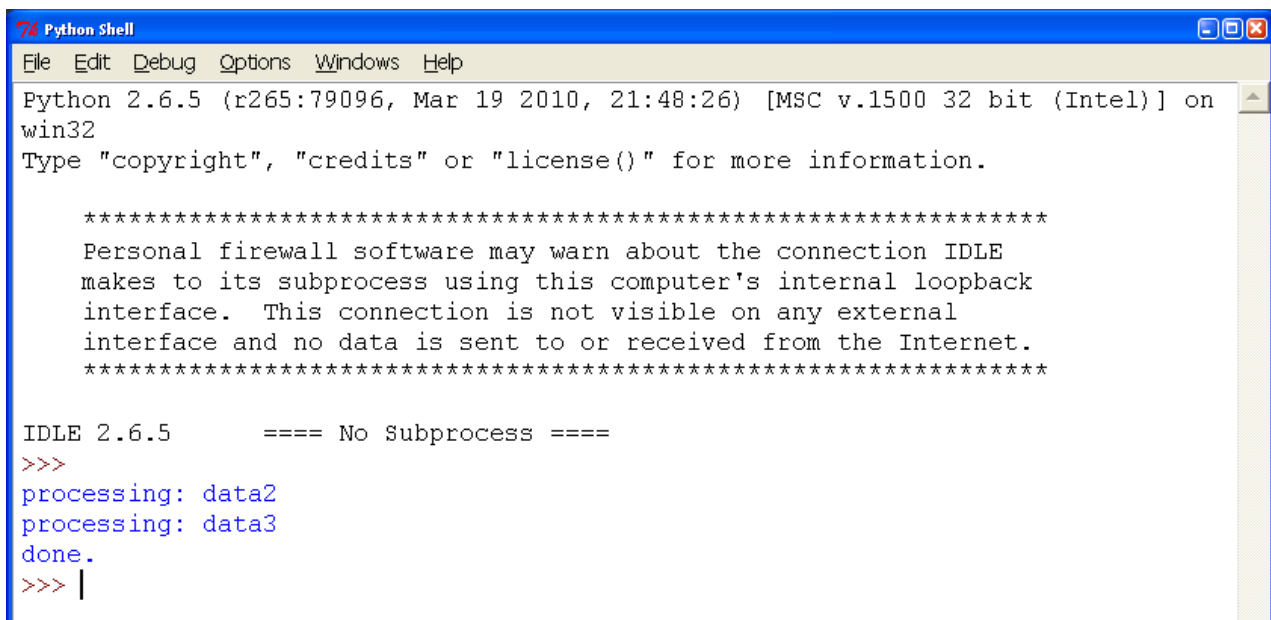 Python Shell
File Edit Debug Options Windows Help
Python 2.6.5 (r265:79096, Mar 19 2010, 21:48:26) [MSC v.1500 32 bit (Intel)] on
win32
Type "copyright", "credits" or "license()" for more information.
****************************************************************
Personal firewall software may warn about the connection IDLE
makes to its subprocess using this computer's internal loopback
interface.  This connection is not visible on any external
interface and no data is sent to or received from the Internet.
****************************************************************
IDLE 2.6.5      ==== No Subprocess ====
>>>
processing: data2
processing: data3
done.
>>>